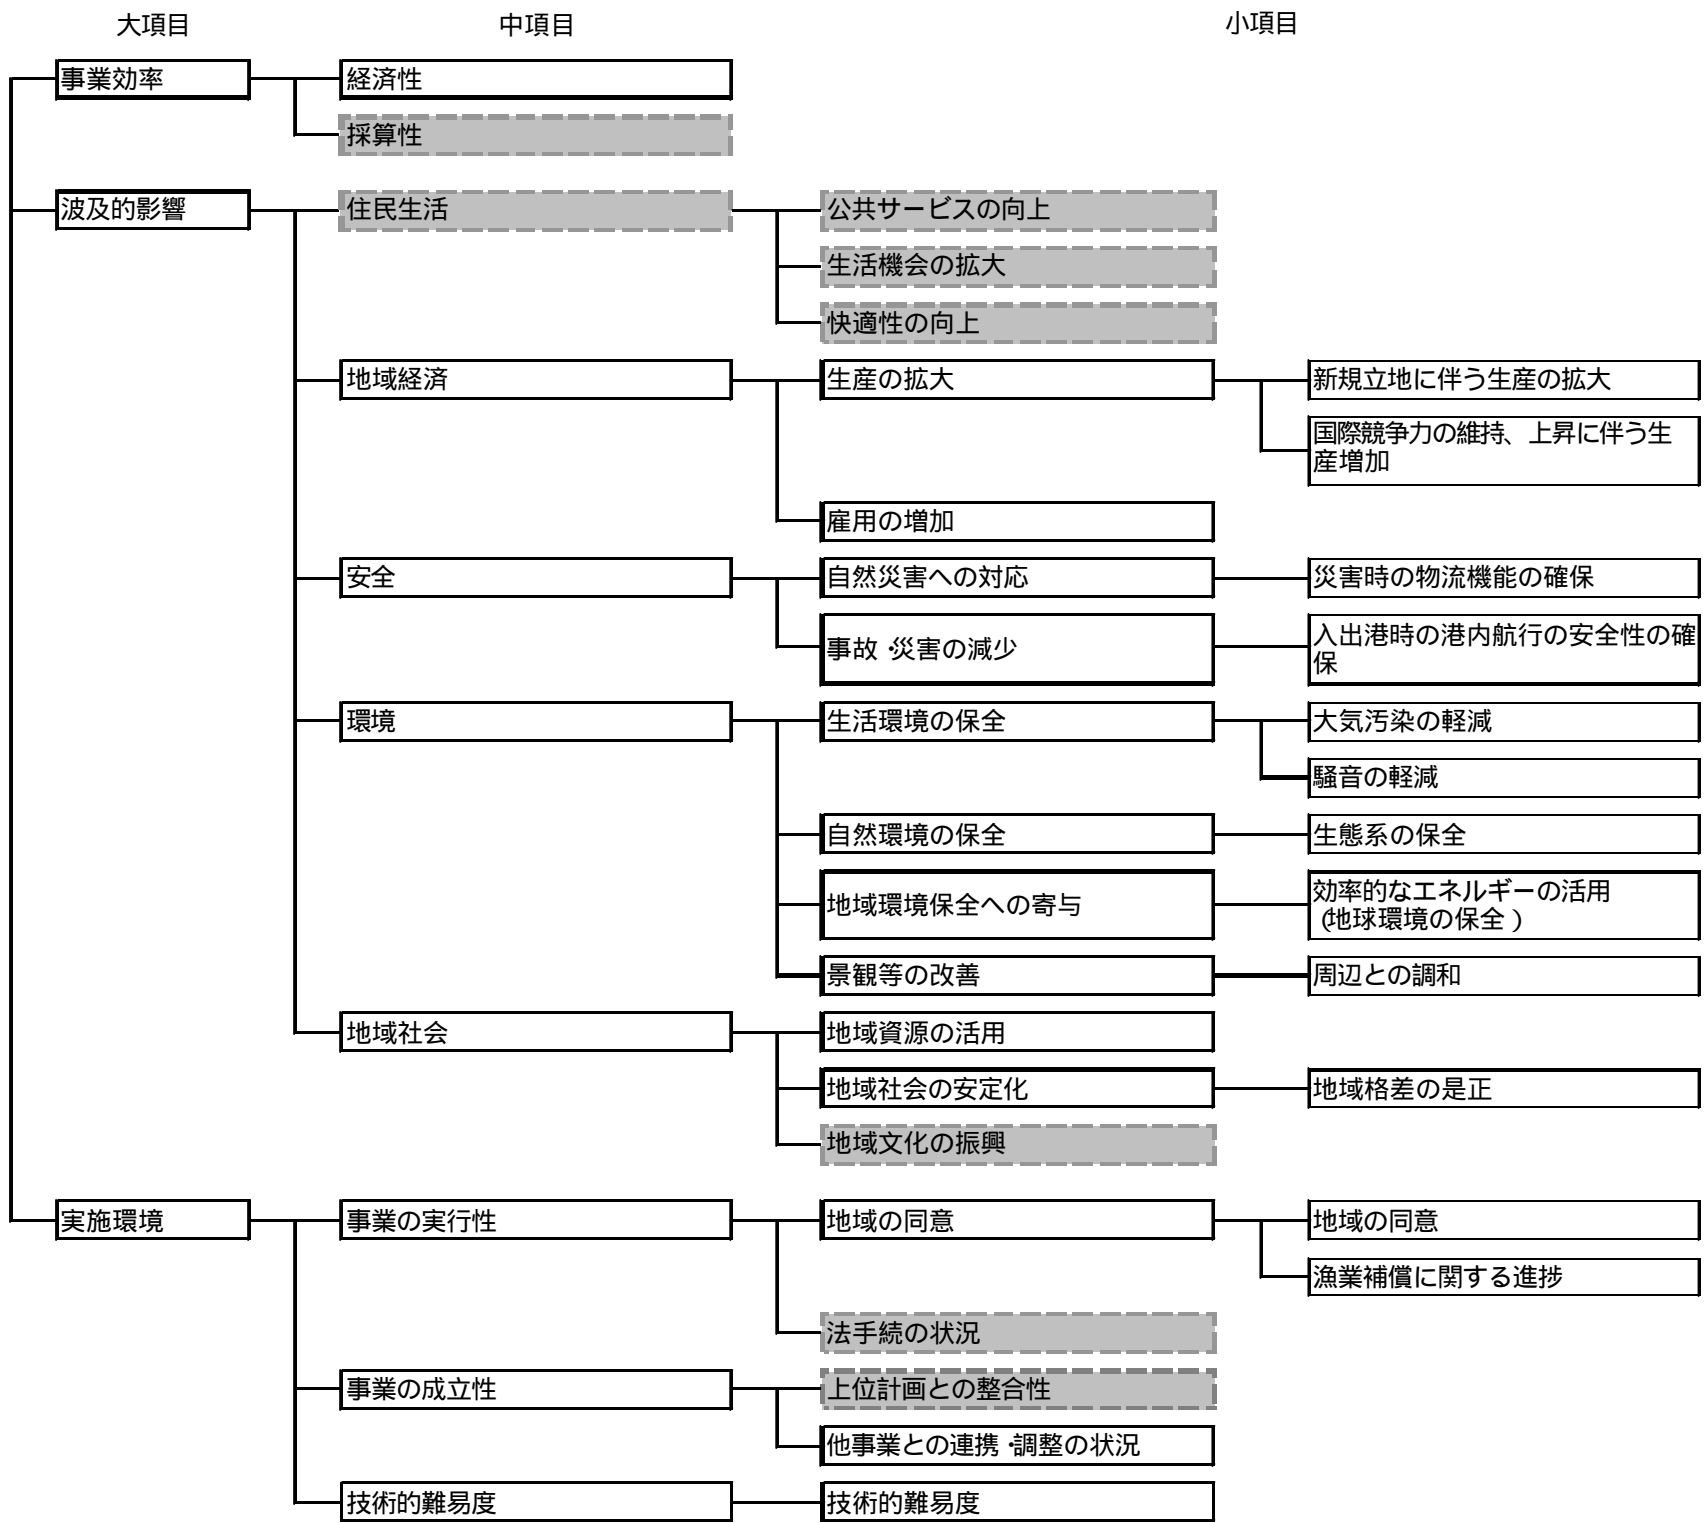 大項目
中項目
小項目
事業効率
経済性
採算性
波及的影響
住民生活
公共サービスの向上
生活機会の拡大
快適性の向上
地域経済
生産の拡大
新規立地に伴う生産の拡大
国際競争力の維持、上昇に伴う生
産増加
雇用の増加
安全
自然災害への対応
災害時の物流機能の確保
事故・災害の減少
入出港時の港内航行の安全性の確
保
環境
生活環境の保全
大気汚染の軽減
騒音の軽減
自然環境の保全
生態系の保全
地域環境保全への寄与
効率的なエネルギーの活用
(地球環境の保全)
景観等の改善
周辺との調和
地域社会
地域資源の活用
地域社会の安定化
地域格差の是正
地域文化の振興
実施環境
事業の実行性
地域の同意
地域の同意
漁業補償に関する進捗
法手続の状況
事業の成立性
上位計画との整合性
他事業との連携・調整の状況
技術的難易度
技術的難易度